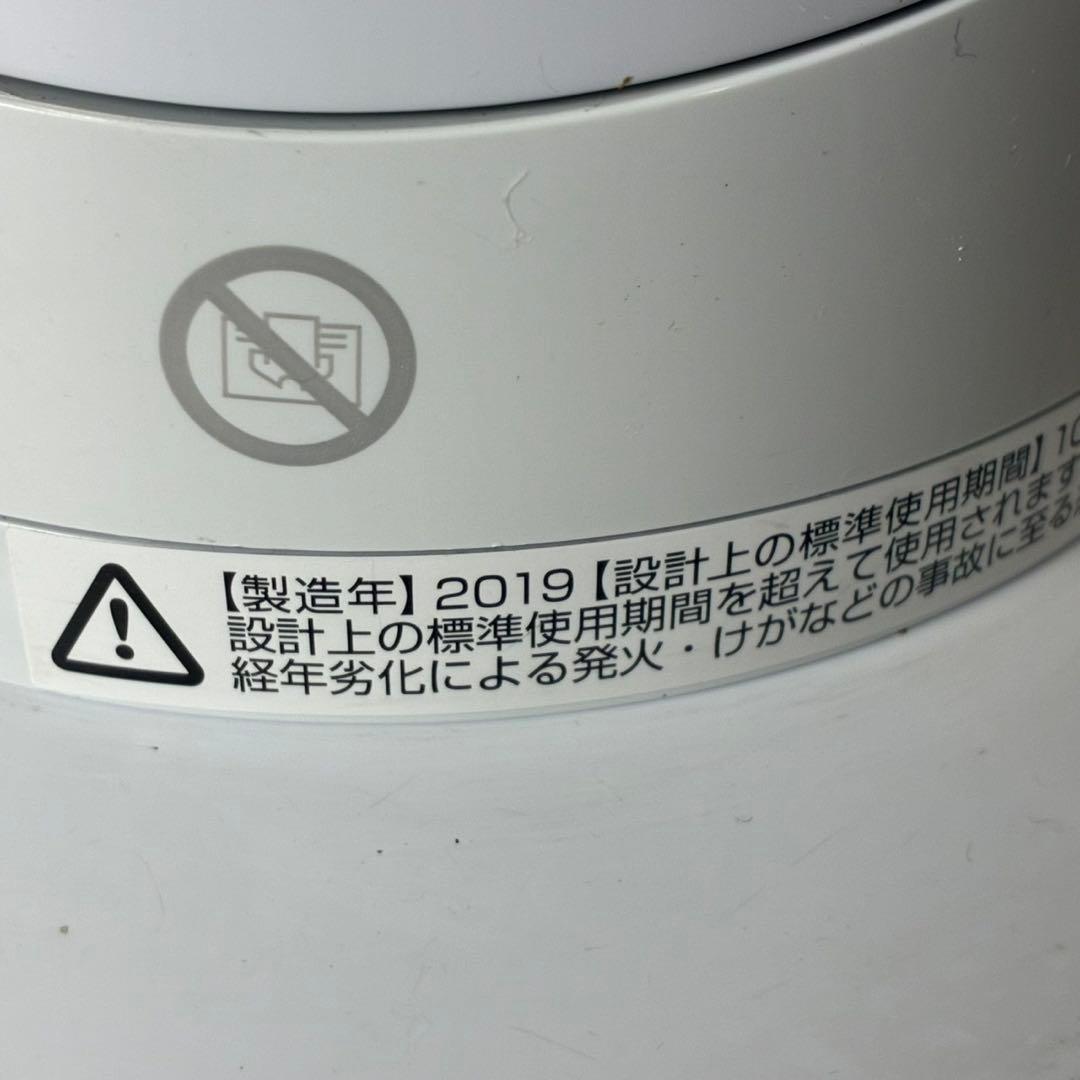 【製造年】2019【設計上の標準使用期間】10
設計上の標準使用期間を超えて使用されます
経年劣化による発火・けがなどの事故に至る